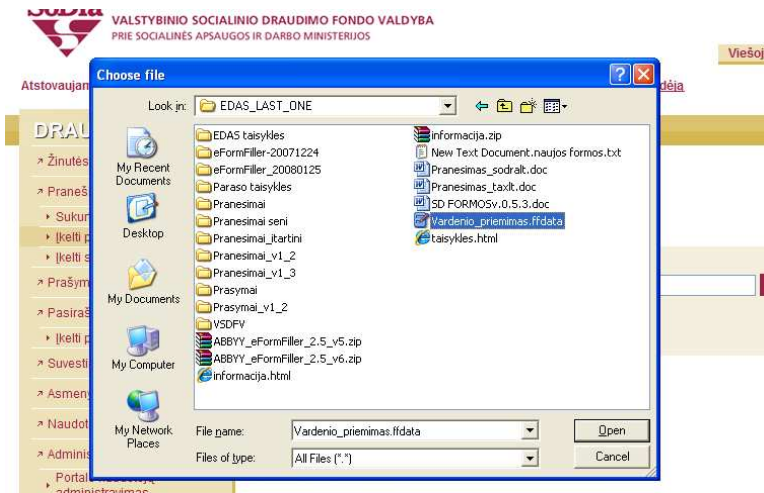 SoDra
VALSTYBINIO SOCIALINIO DRAUDIMO FONDO VALDYBA
PRIE SOCIALINĖS APSAUGOS IR DARBO MINISTERIJOS
Viešoj
Atstovaujam
dėja
DRAU
Žinutės
Praneš
Sukur
Įkelti p
Įkelti s
Prašym
Pasiraš
Įkelti p
Suvesti
Asmeny
Naudot
Adminis
Portal
administravimas
Choose file
Look in:
EDAS_LAST_ONE
My Recent
Documents
Desktop
My Documents
My Computer
My Network
Places
EDAS taisykles
eFormFiller-20071224
eFormFiller_20080125
Paraso taisykles
Pranesimai
Pranesimai seni
Pranesimai_itartini
Pranesimai_v1_2
Pranesimai_v1_3
Prasymai
Prasymai_v1_2
VSDFV
ABBYY_eFormFiller_2.5_v5.zip
ABBYY_eFormFiller_2.5_v6.zip
informacija.html
informacija.zip
New Text Document.naujos formos.txt
Pranesimas_sodralt.doc
Pranesimas_taxlt.doc
SD FORMOSv.0.5.3.doc
Vardenio_priemimas.ffdata
taisykles.html
File name:
Vardenio_priemimas.ffdata
Open
Files of type:
All Files (*.*)
Cancel